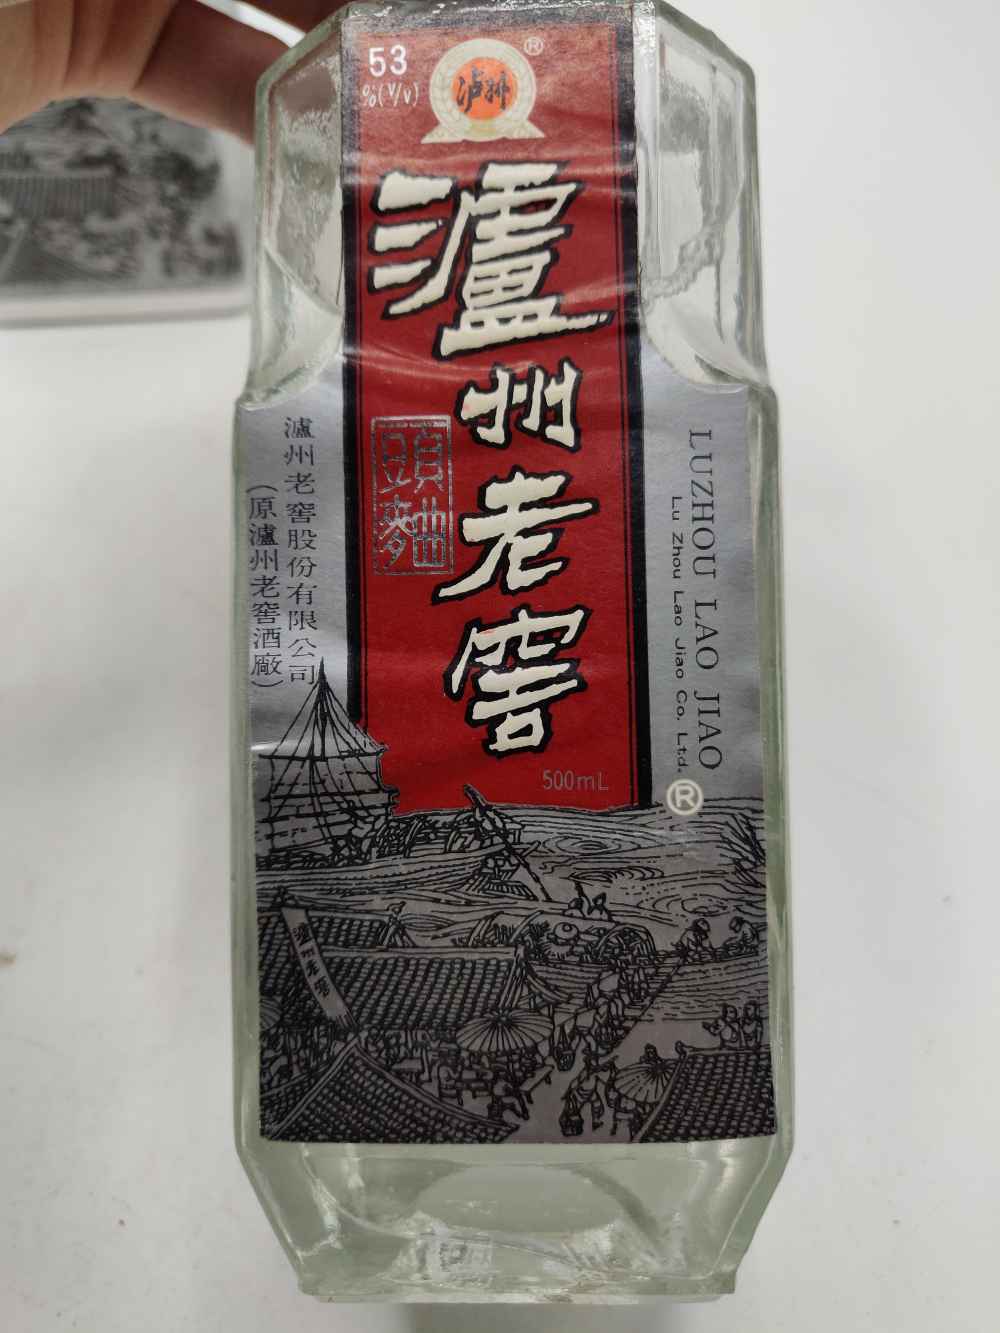 53
%(V/V)
泸州
®
瀘州老窖
頭曲
500mL
瀘州老窖股份有限公司
(原瀘州老窖酒廠)
LUZHOU LAO JIAO
Lu Zhou Lao Jiao Co, Ltd.
®
瀘州老窖